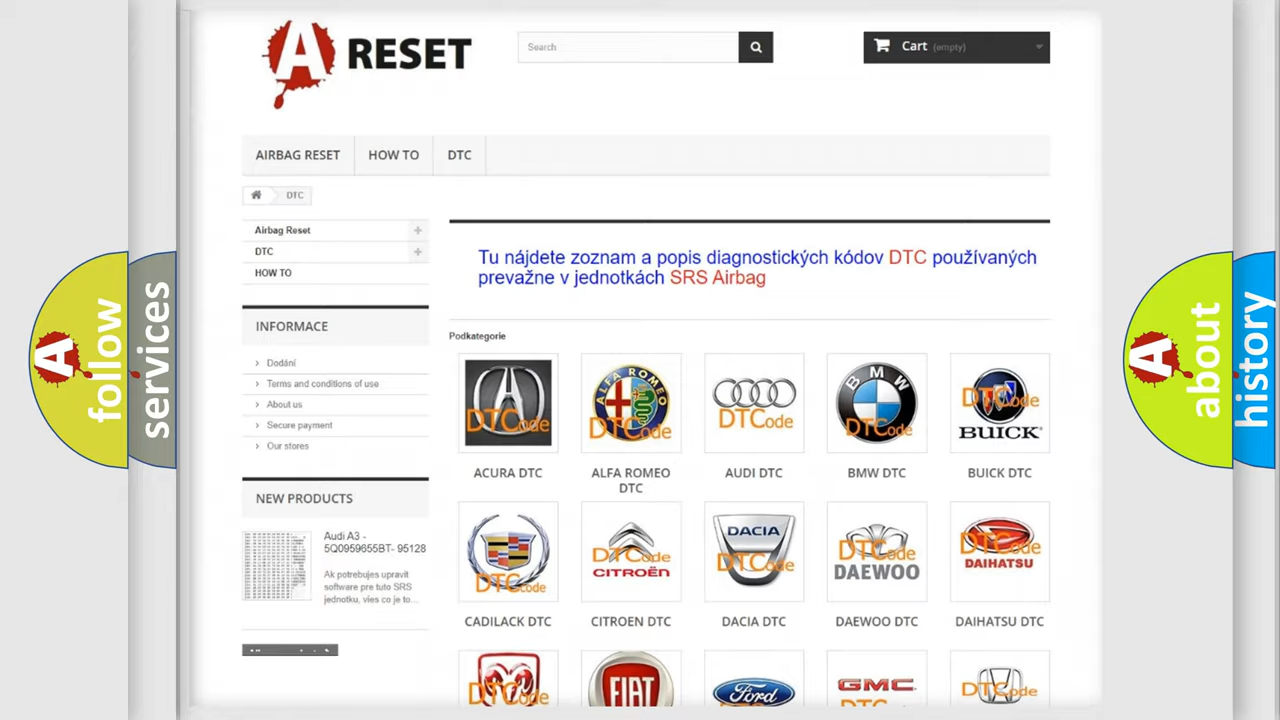 A RESET
Search
Cart (empty)
AIRBAG RESET
HOW TO
DTC
DTC
Airbag Reset
DTC
HOW TO
Tu nájdete zoznam a popis diagnostických kódov DTC používaných
prevažne v jednotkách SRS Airbag
INFORMACE
Dodání
Terms and conditions of use
About us
Secure payment
Our stores
Podkategorie
DTCode
ALFA ROMEO
DTCode
DTCode
BMW
DTCode
DTCode
BUICK
ACURA DTC
ALFA ROMEO
DTC
AUDI DTC
BMW DTC
BUICK DTC
NEW PRODUCTS
Audi A3 -
5Q0959655BT- 95128
Ak potrebujes upravit
software pre tuto SRS
jednotku, vies co je to...
DTCode
DTCode
CITROËN
DACIA
DTCode
DTCode
DAEWOO
DTCode
DAIHATSU
CADILACK DTC
CITROEN DTC
DACIA DTC
DAEWOO DTC
DAIHATSU DTC
DTCode
FIAT
Ford
GMC
DTCode
A follow
services
A about
history